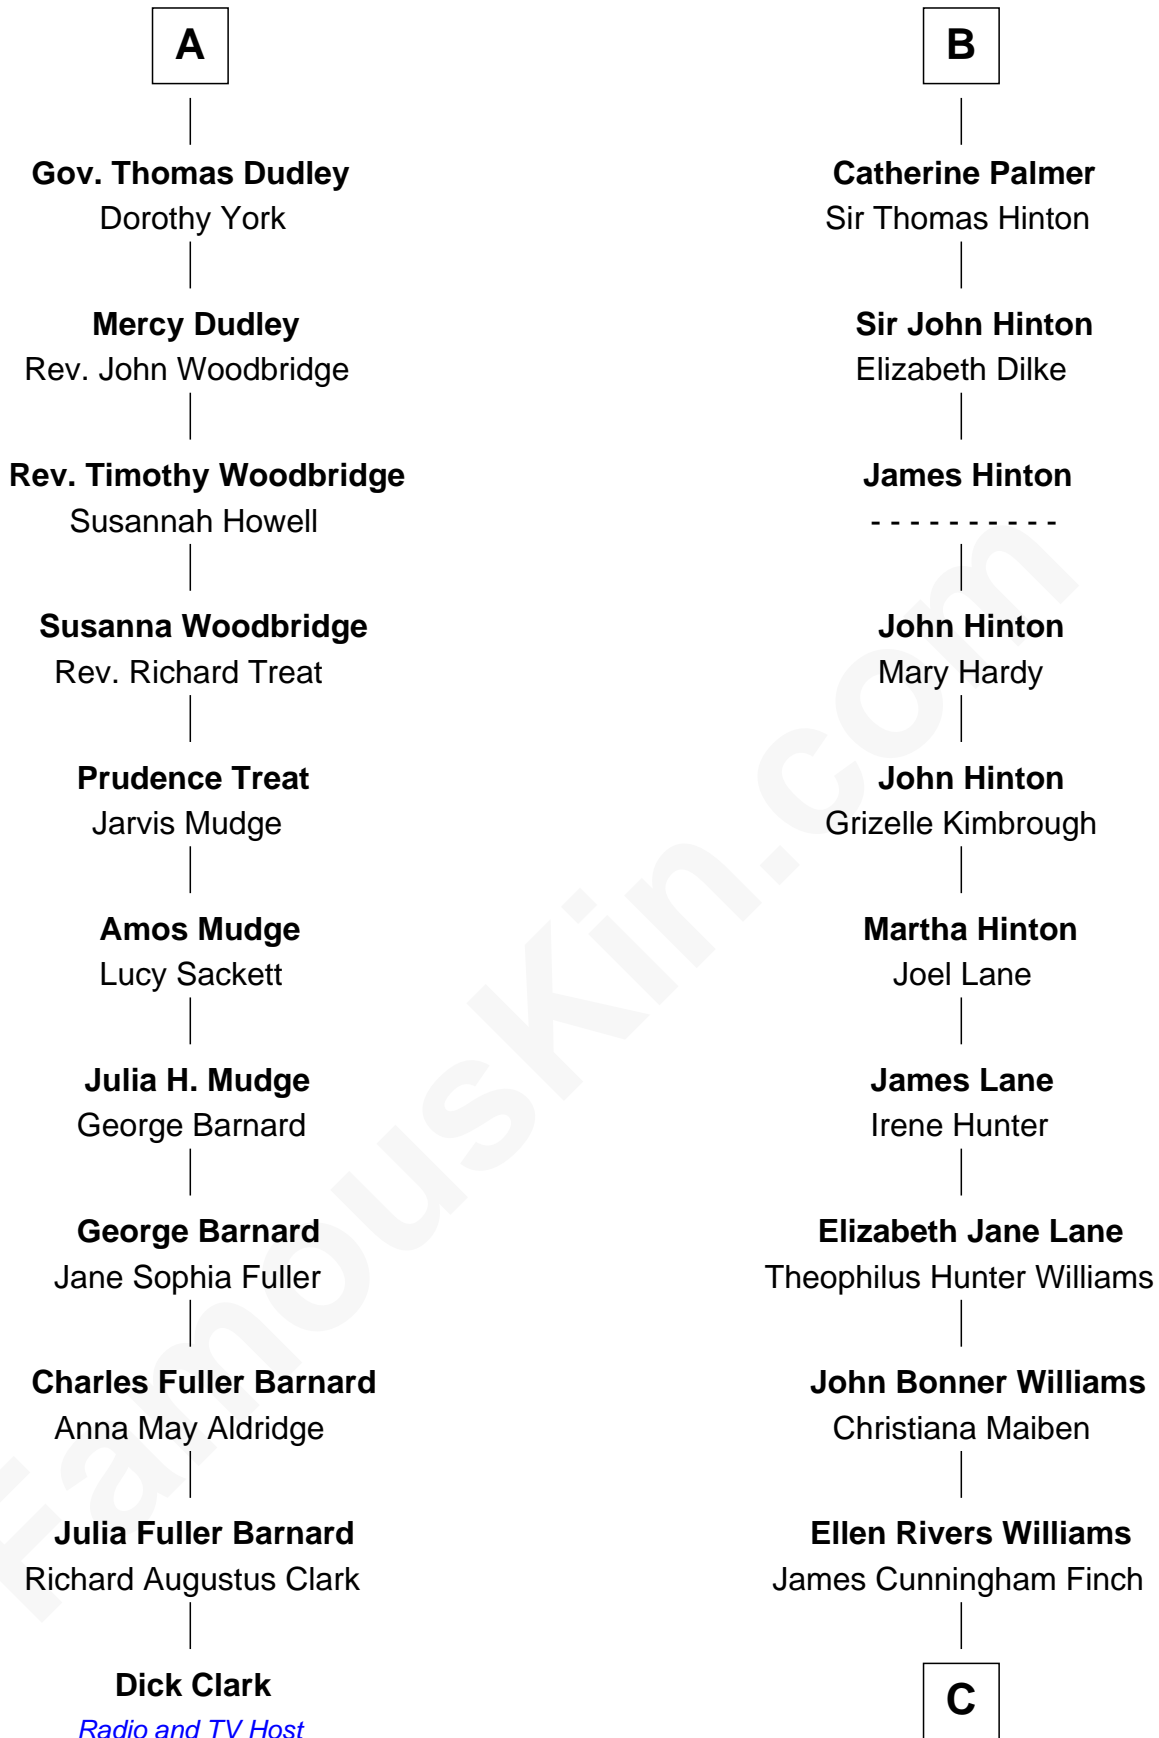 A
Gov. Thomas Dudley
Dorothy York
Mercy Dudley
Rev. John Woodbridge
Rev. Timothy Woodbridge
Susannah Howell
Susanna Woodbridge
Rev. Richard Treat
Prudence Treat
Jarvis Mudge
Amos Mudge
Lucy Sackett
Julia H. Mudge
George Barnard
George Barnard
Jane Sophia Fuller
Charles Fuller Barnard
Anna May Aldridge
Julia Fuller Barnard
Richard Augustus Clark
Dick Clark
Radio and TV Host
B
Catherine Palmer
Sir Thomas Hinton
Sir John Hinton
Elizabeth Dilke
James Hinton
- - - - - - - - - -
John Hinton
Mary Hardy
John Hinton
Grizelle Kimbrough
Martha Hinton
Joel Lane
James Lane
Irene Hunter
Elizabeth Jane Lane
Theophilus Hunter Williams
John Bonner Williams
Christiana Maiben
Ellen Rivers Williams
James Cunningham Finch
C
FamousKin.com